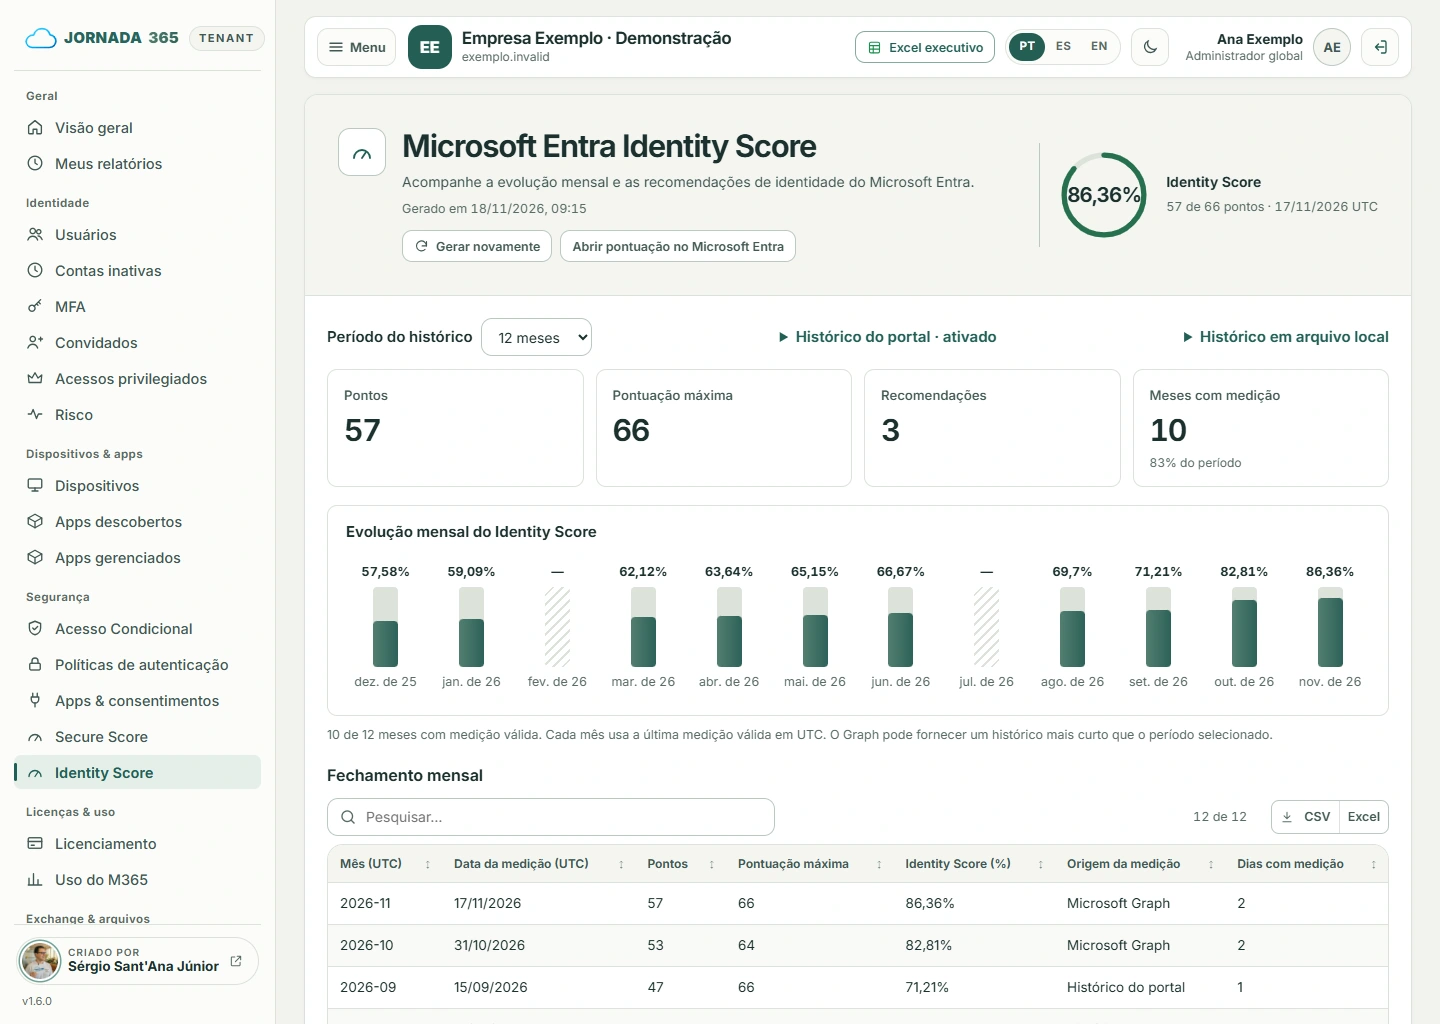 JORNADA 365 TENANT
Geral
Visão geral
Meus relatórios
Identidade
Usuários
Contas inativas
MFA
Convidados
Acessos privilegiados
Risco
Dispositivos & apps
Dispositivos
Apps descobertos
Apps gerenciados
Segurança
Acesso Condicional
Políticas de autenticação
Apps & consentimentos
Secure Score
Identity Score
Licenças & uso
Licenciamento
Uso do M365
Exchange & arquivos
CRIADO POR
Sérgio Sant'Ana Júnior
v1.6.0
Menu
EE
Empresa Exemplo · Demonstração
exemplo.invalid
Excel executivo
PT ES EN
Ana Exemplo
Administrador global
AE
Microsoft Entra Identity Score
Acompanhe a evolução mensal e as recomendações de identidade do Microsoft Entra.
Gerado em 18/11/2026, 09:15
Gerar novamente
Abrir pontuação no Microsoft Entra
86,36%
Identity Score
57 de 66 pontos · 17/11/2026 UTC
Período do histórico 12 meses
Histórico do portal · ativado
Histórico em arquivo local
Pontos
57
Pontuação máxima
66
Recomendações
3
Meses com medição
10
83% do período
Evolução mensal do Identity Score
57,58% 59,09% — 62,12% 63,64% 65,15% 66,67% — 69,7% 71,21% 82,81% 86,36%
dez. de 25 jan. de 26 fev. de 26 mar. de 26 abr. de 26 mai. de 26 jun. de 26 jul. de 26 ago. de 26 set. de 26 out. de 26 nov. de 26
10 de 12 meses com medição válida. Cada mês usa a última medição válida em UTC. O Graph pode fornecer um histórico mais curto que o período selecionado.
Fechamento mensal
Pesquisar...
12 de 12
CSV Excel
Mês (UTC) Data da medição (UTC) Pontos Pontuação máxima Identity Score (%) Origem da medição Dias com medição
2026-11 17/11/2026 57 66 86,36% Microsoft Graph 2
2026-10 31/10/2026 53 64 82,81% Microsoft Graph 2
2026-09 15/09/2026 47 66 71,21% Histórico do portal 1